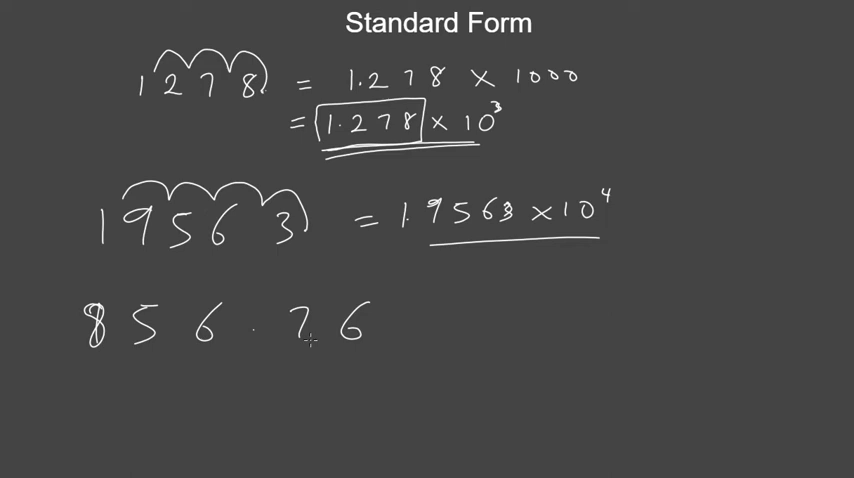 Standard Form
1278 = 1.278 × 1000
= 1.278 × 10³
19563 = 1.9563 × 10⁴
856.76